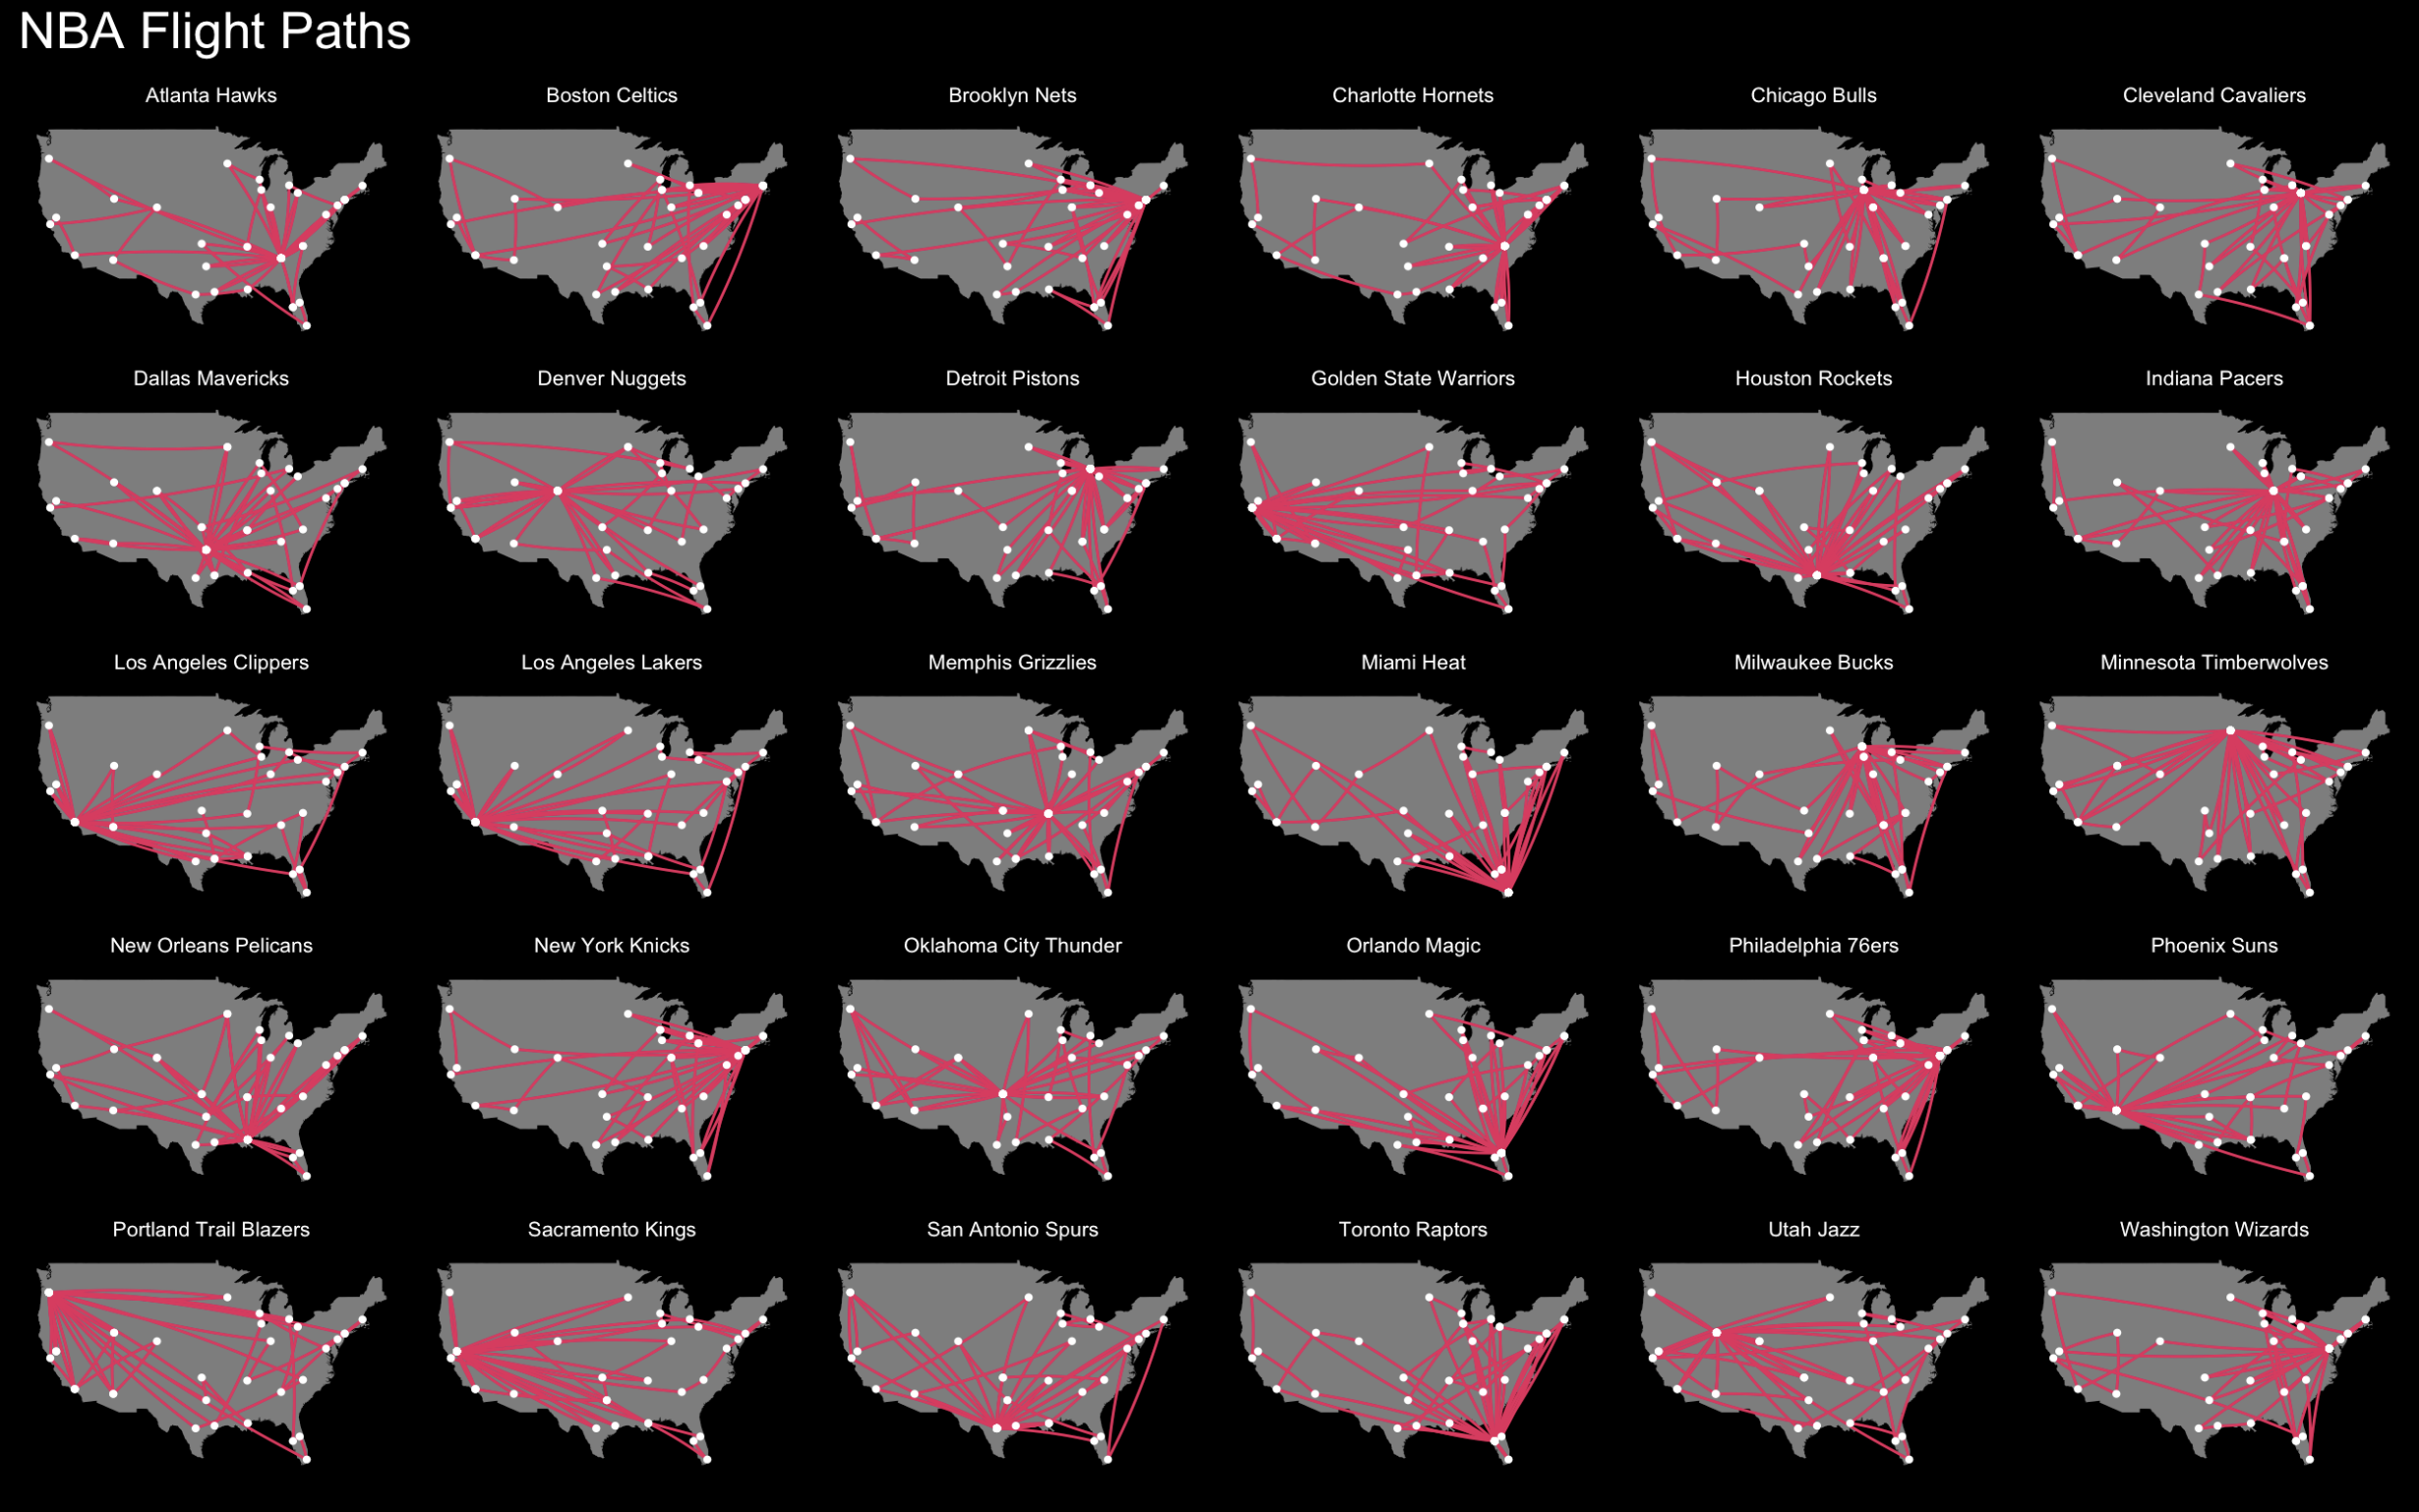 NBA Flight Paths
Atlanta Hawks
Boston Celtics
Brooklyn Nets
Charlotte Hornets
Chicago Bulls
Cleveland Cavaliers
Dallas Mavericks
Denver Nuggets
Detroit Pistons
Golden State Warriors
Houston Rockets
Indiana Pacers
Los Angeles Clippers
Los Angeles Lakers
Memphis Grizzlies
Miami Heat
Milwaukee Bucks
Minnesota Timberwolves
New Orleans Pelicans
New York Knicks
Oklahoma City Thunder
Orlando Magic
Philadelphia 76ers
Phoenix Suns
Portland Trail Blazers
Sacramento Kings
San Antonio Spurs
Toronto Raptors
Utah Jazz
Washington Wizards